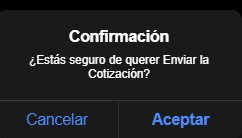 Confirmación
¿Estás seguro de querer Enviar la
Cotización?
Cancelar
Aceptar